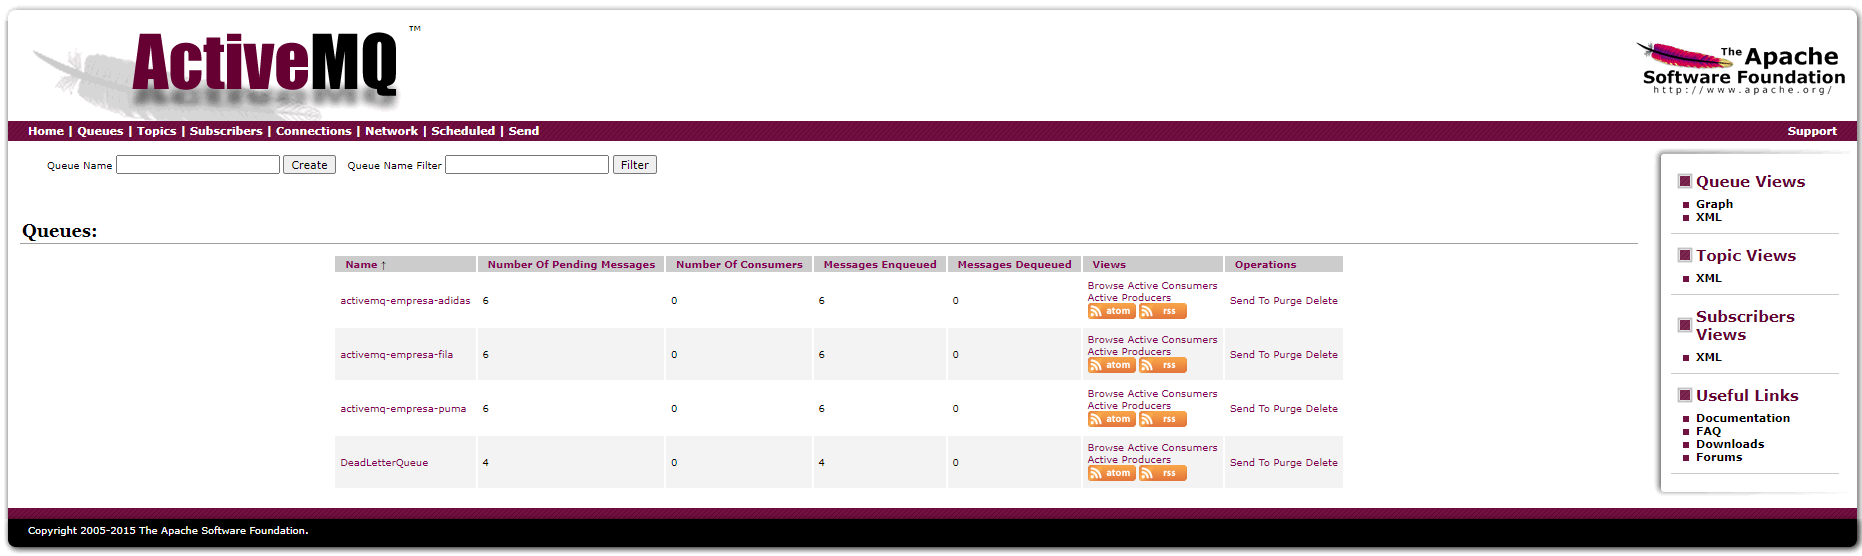 ActiveMQ ™
The Apache
Software Foundation
http://www.apache.org/
Home | Queues | Topics | Subscribers | Connections | Network | Scheduled | Send
Support
Queue Name Create Queue Name Filter Filter
Queues:
Name ↑ Number Of Pending Messages Number Of Consumers Messages Enqueued Messages Dequeued Views Operations
activemq-empresa-adidas 6 0 6 0 Browse Active Consumers
Active Producers
atom rss
Send To Purge Delete
activemq-empresa-fila 6 0 6 0 Browse Active Consumers
Active Producers
atom rss
Send To Purge Delete
activemq-empresa-puma 6 0 6 0 Browse Active Consumers
Active Producers
atom rss
Send To Purge Delete
DeadLetterQueue 4 0 4 0 Browse Active Consumers
Active Producers
atom rss
Send To Purge Delete
Queue Views
Graph
XML
Topic Views
XML
Subscribers
Views
XML
Useful Links
Documentation
FAQ
Downloads
Forums
Copyright 2005-2015 The Apache Software Foundation.